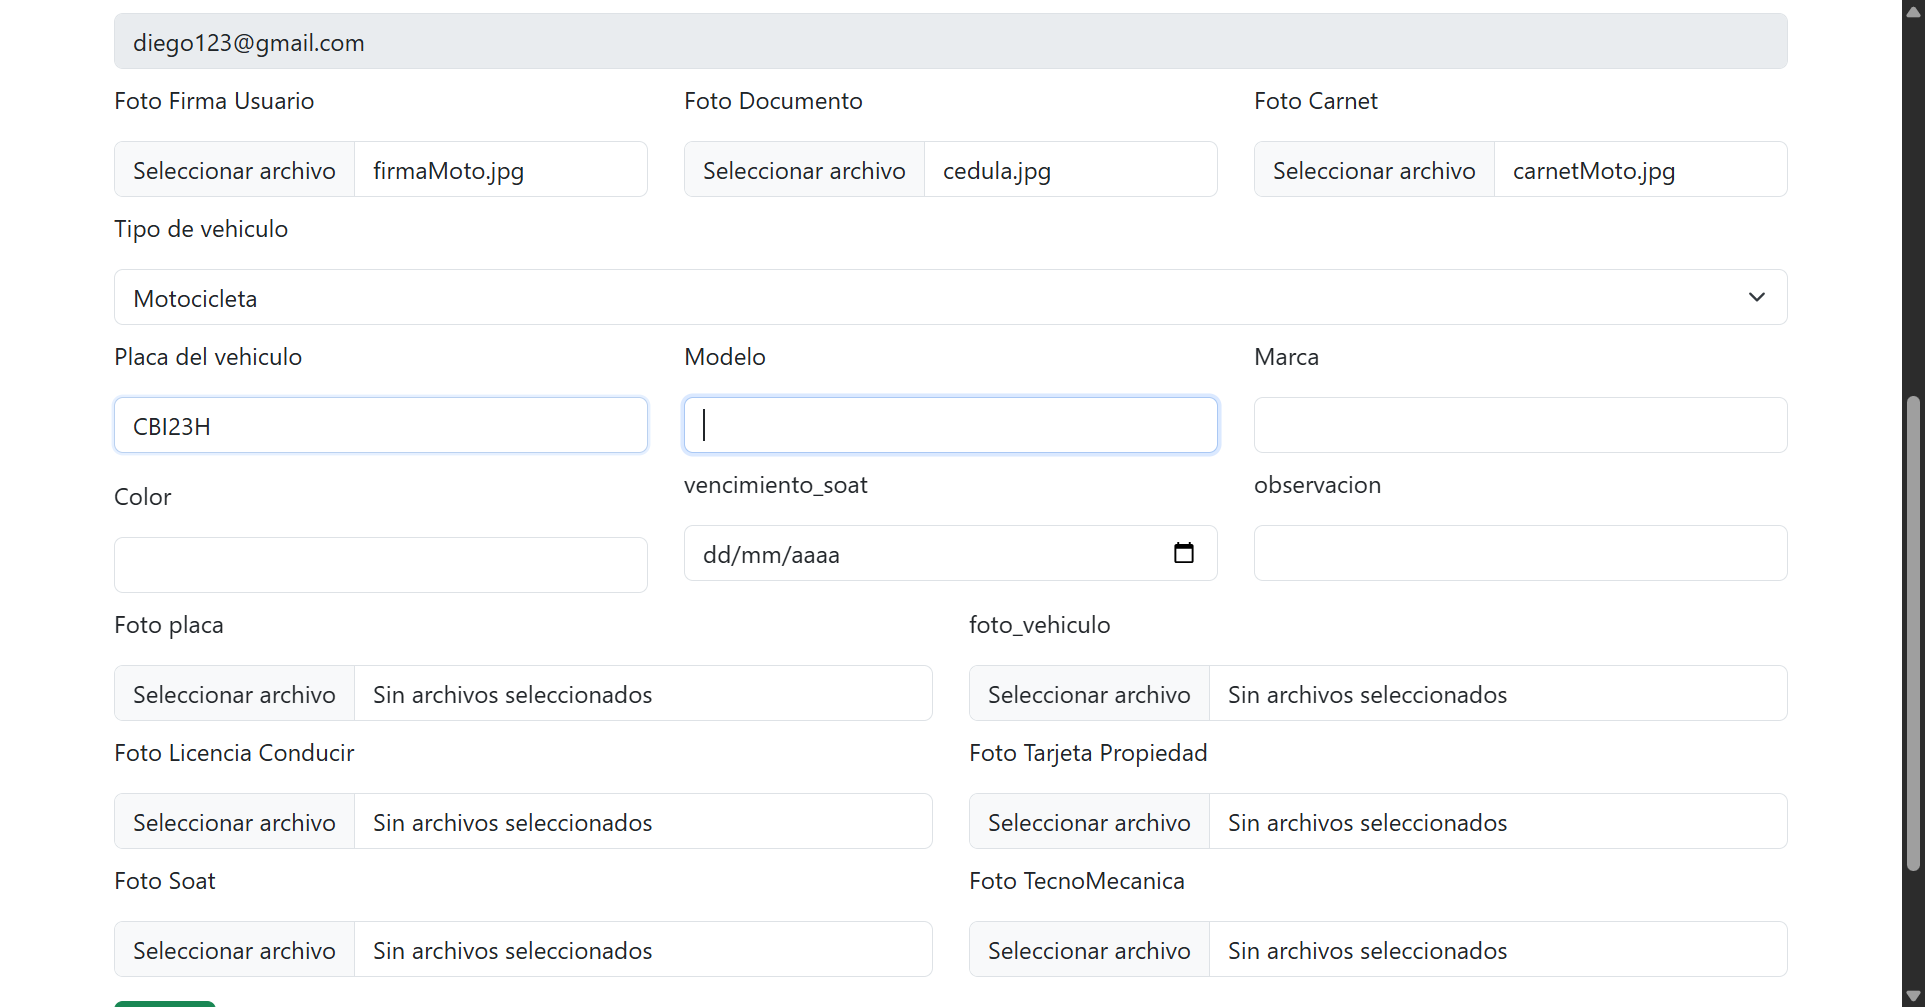 diego123@gmail.com
Foto Firma Usuario
Foto Documento
Foto Carnet
Seleccionar archivo firmaMoto.jpg
Seleccionar archivo cedula.jpg
Seleccionar archivo carnetMoto.jpg
Tipo de vehiculo
Motocicleta
Placa del vehiculo
Modelo
Marca
CBI23H
Color
vencimiento_soat
observacion
dd/mm/aaaa
Foto placa
foto_vehiculo
Seleccionar archivo Sin archivos seleccionados
Seleccionar archivo Sin archivos seleccionados
Foto Licencia Conducir
Foto Tarjeta Propiedad
Seleccionar archivo Sin archivos seleccionados
Seleccionar archivo Sin archivos seleccionados
Foto Soat
Foto TecnoMecanica
Seleccionar archivo Sin archivos seleccionados
Seleccionar archivo Sin archivos seleccionados